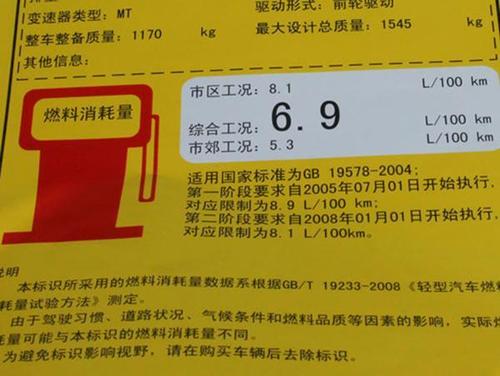 变速器类型: MT
驱动形式: 前轮驱动
整车整备质量: 1170 kg
最大设计总质量: 1545 kg
其他信息:
燃料消耗量
市区工况: 8.1 L/100 km
综合工况: 6.9 L/100 km
市郊工况: 5.3 L/100 km
适用国家标准为GB 19578-2004;
第一阶段要求自2005年07月01日开始执行,
对应限制为8.9 L/100 km;
第二阶段要求自2008年01月01日开始执行,
对应限制为8.1 L/100km。
说明
本标识所采用的燃料消耗量数据系根据GB/T 19233-2008《轻型汽车燃料
耗量试验方法》测定。
由于驾驶习惯、道路状况、气候条件和燃料品质等因素的影响, 实际燃
耗量可能与本标识的燃料消耗量不同。
为避免标识影响视野, 请在购买车辆后去除标识。